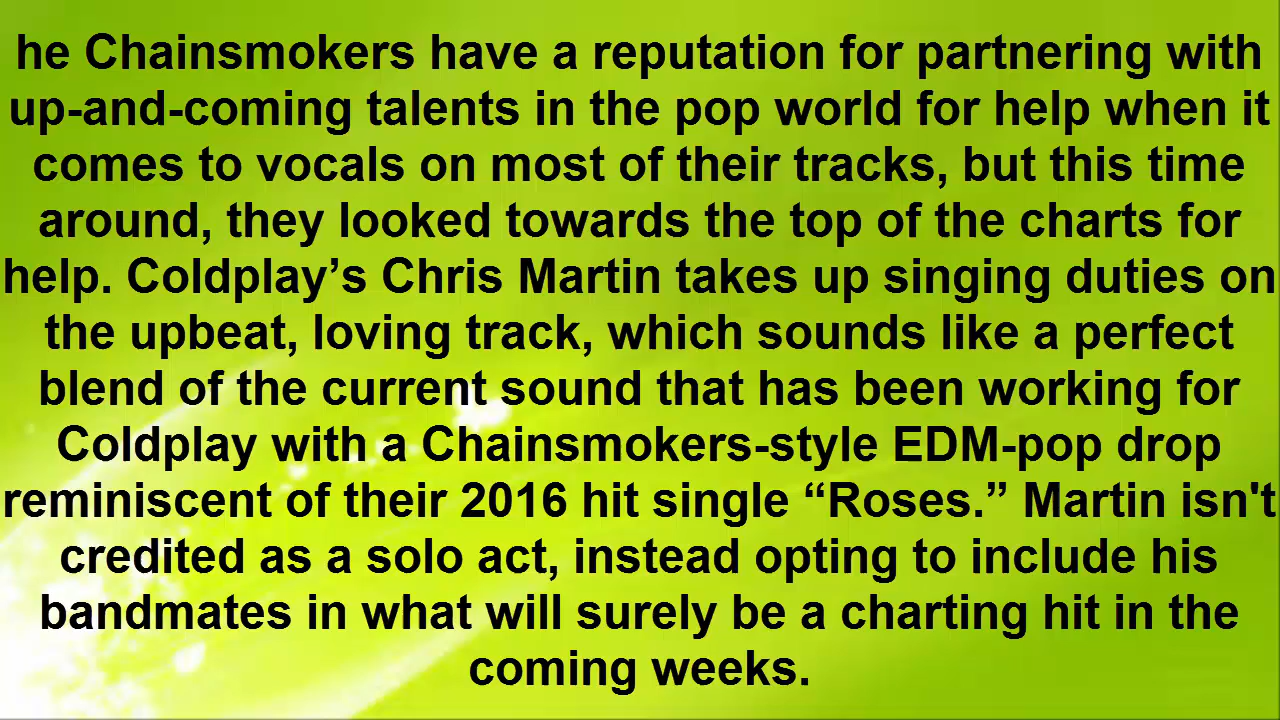 he Chainsmokers have a reputation for partnering with
up-and-coming talents in the pop world for help when it
comes to vocals on most of their tracks, but this time
around, they looked towards the top of the charts for
help. Coldplay’s Chris Martin takes up singing duties on
the upbeat, loving track, which sounds like a perfect
blend of the current sound that has been working for
Coldplay with a Chainsmokers-style EDM-pop drop
reminiscent of their 2016 hit single “Roses.” Martin isn't
credited as a solo act, instead opting to include his
bandmates in what will surely be a charting hit in the
coming weeks.